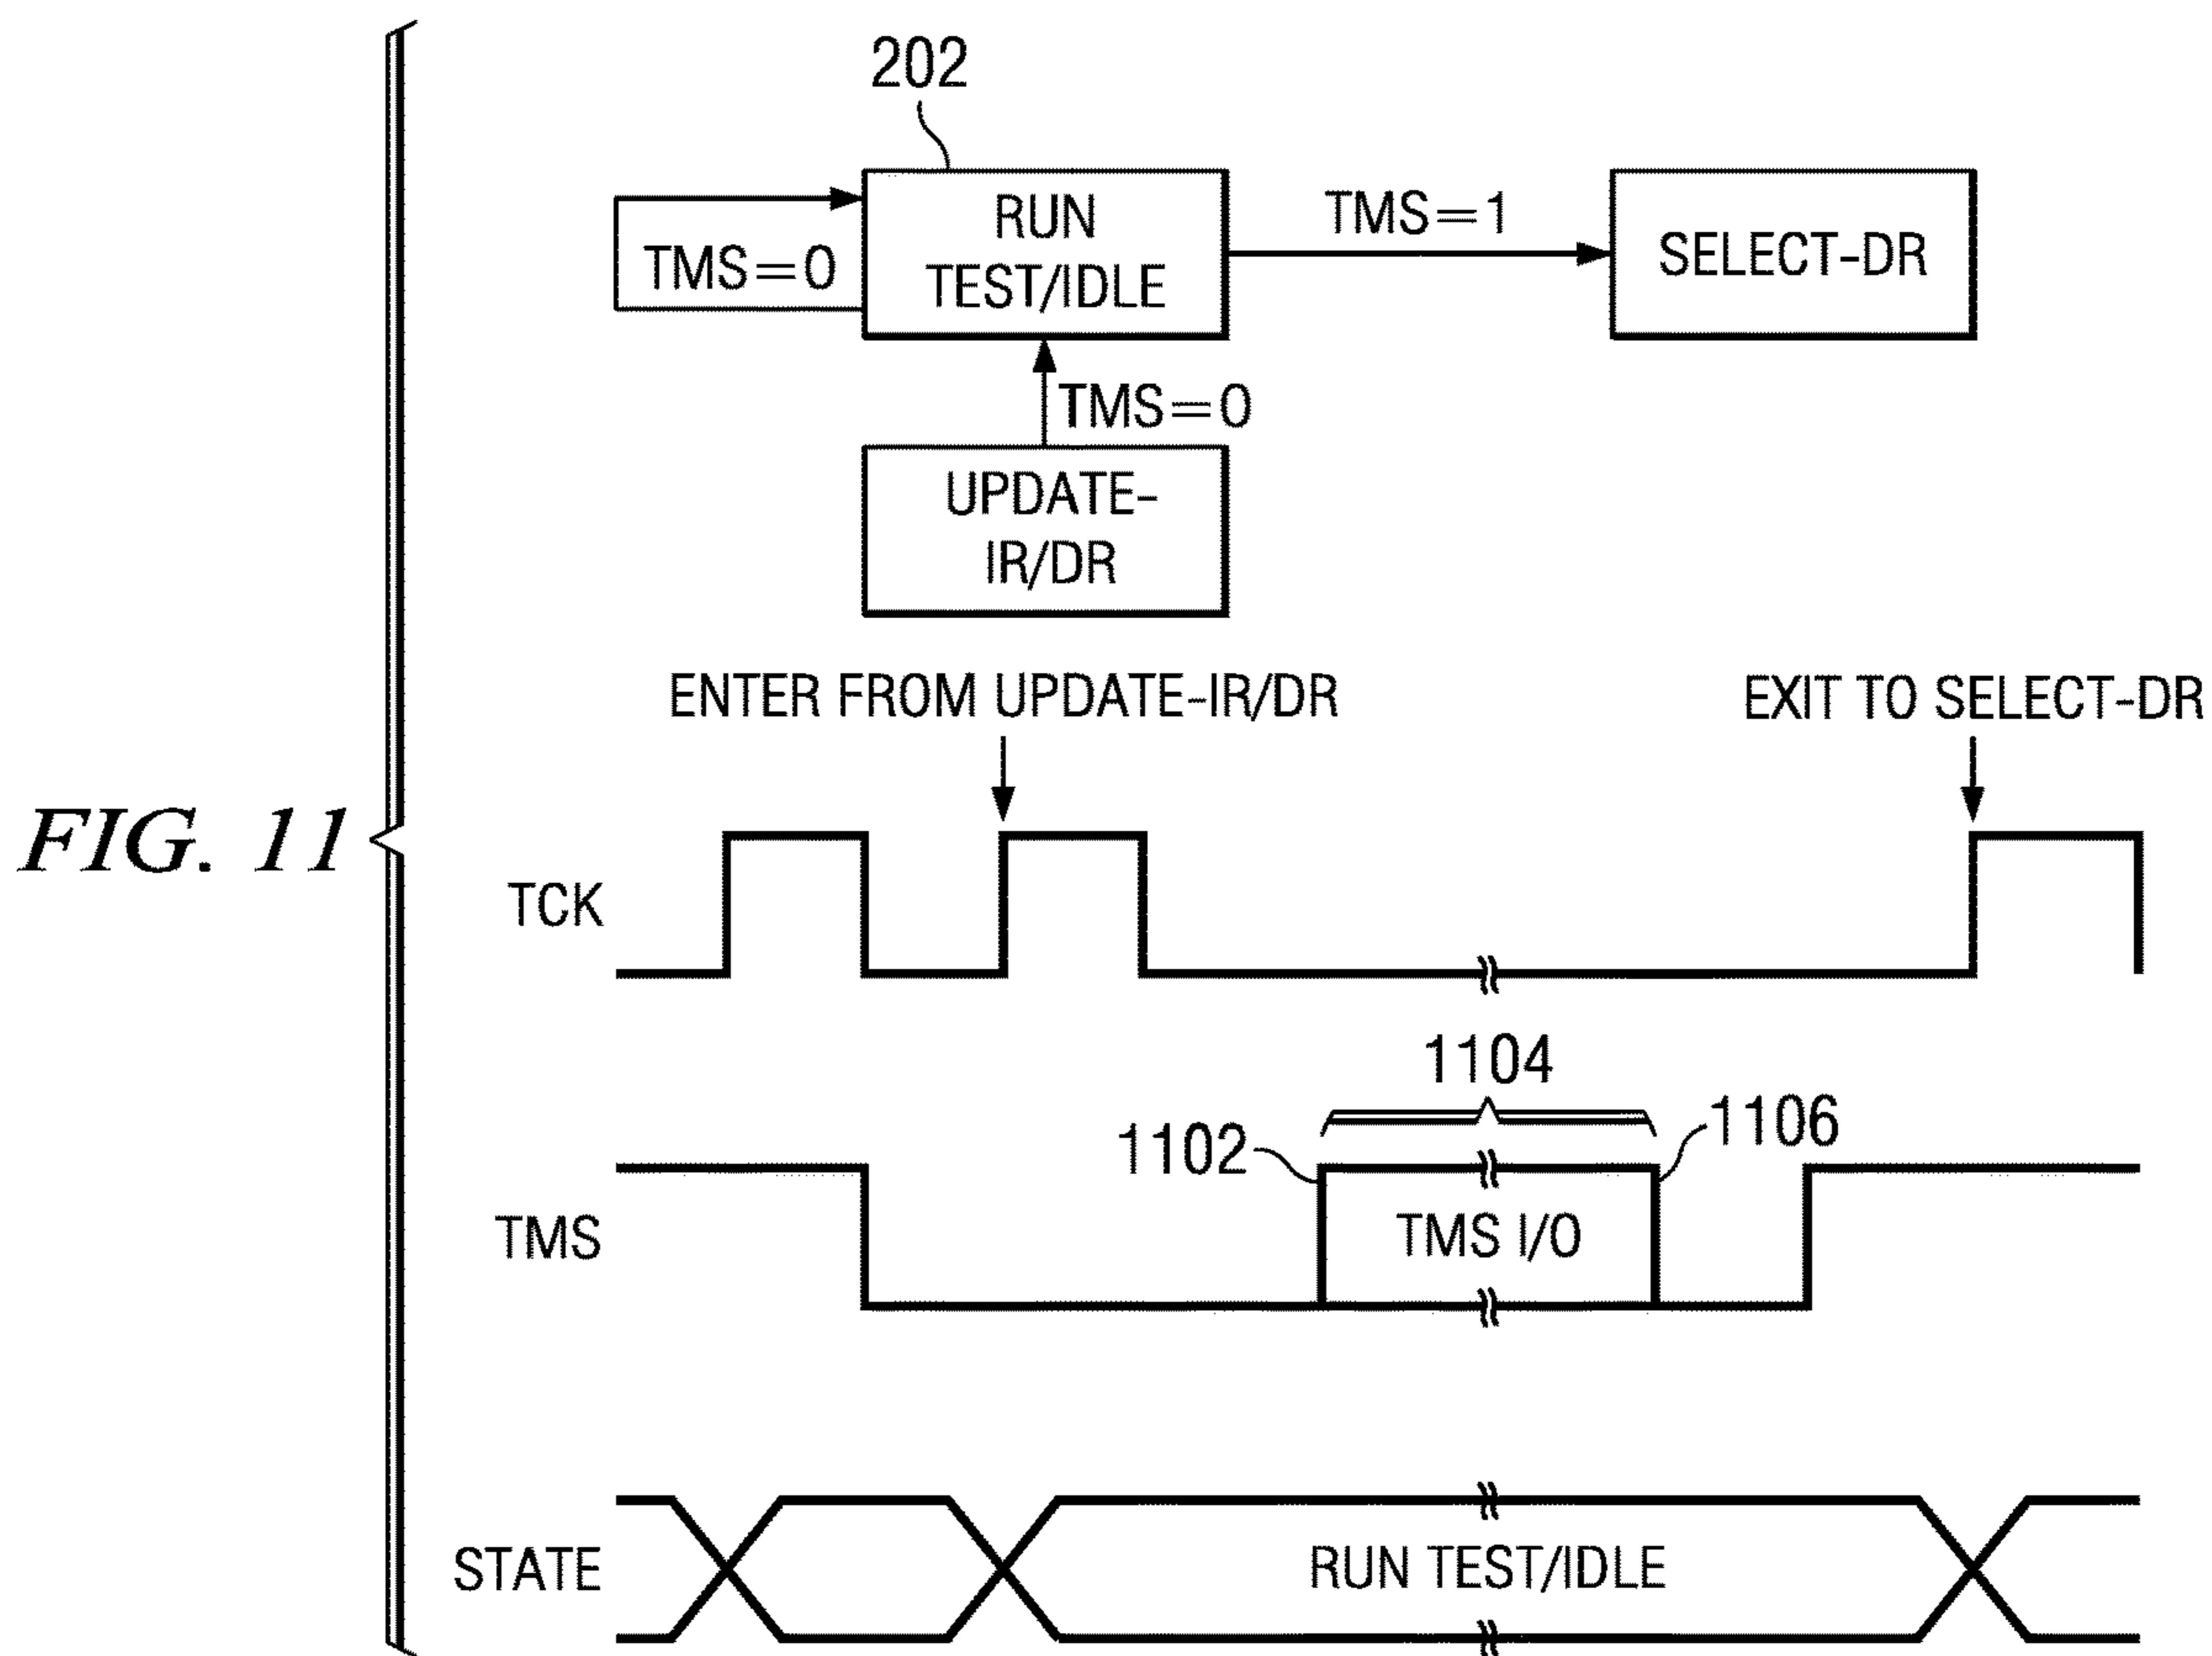 202
RUN
TEST/IDLE
TMS=0
TMS=1
SELECT-DR
TMS=0
UPDATE-
IR/DR
ENTER FROM UPDATE-IR/DR
EXIT TO SELECT-DR
FIG. 11
TCK
1104
1102
1106
TMS
TMS I/O
STATE
RUN TEST/IDLE